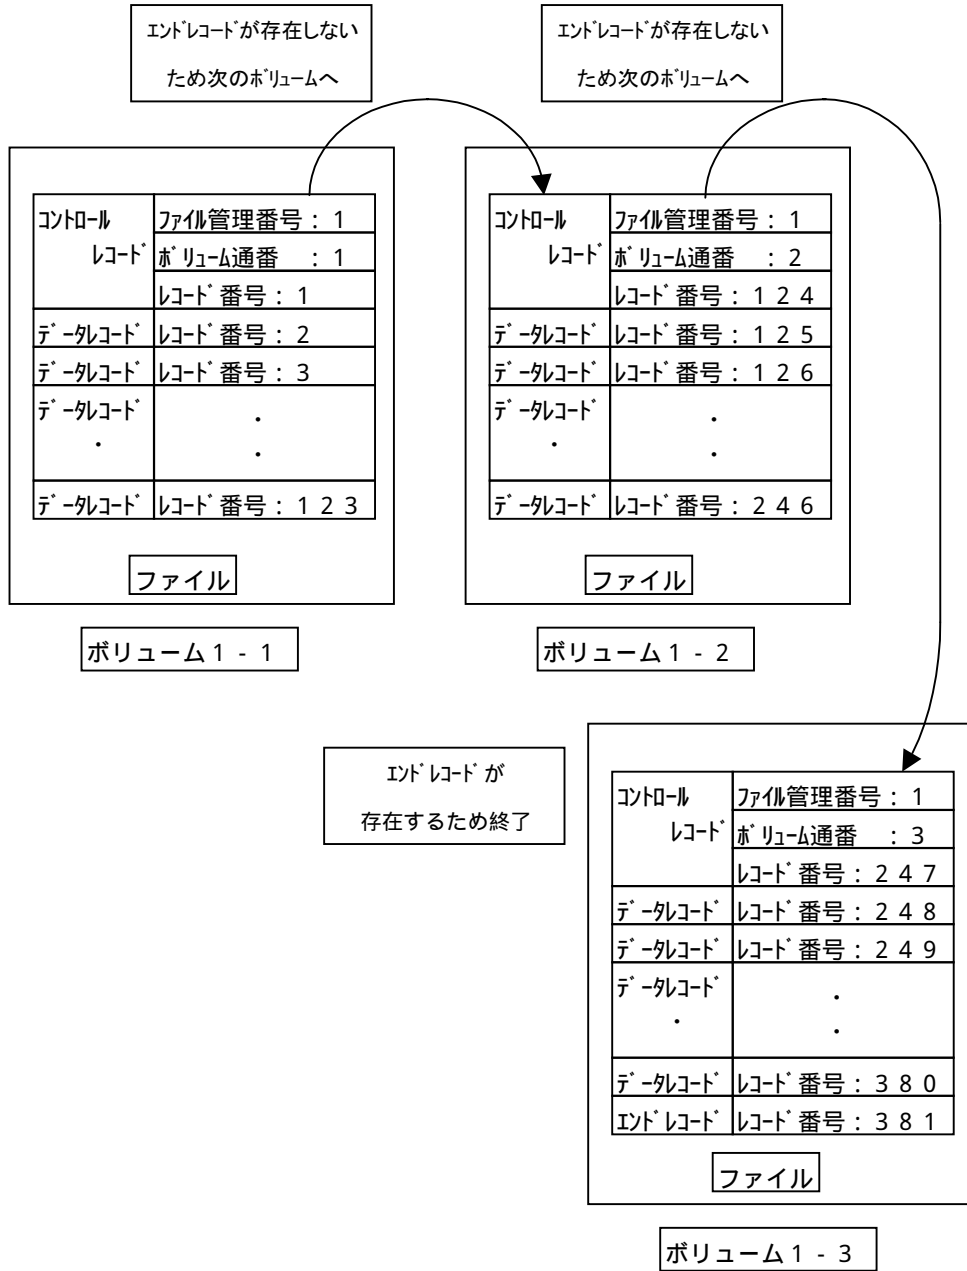 ｴﾝﾄﾞﾚｺｰﾄﾞが存在しない
ため次のﾎﾞﾘｭｰﾑへ
ｴﾝﾄﾞﾚｺｰﾄﾞが存在しない
ため次のﾎﾞﾘｭｰﾑへ
ｺﾝﾄﾛｰﾙ ﾌｧｲﾙ管理番号：１
ﾚｺｰﾄﾞ ﾎﾞﾘｭｰﾑ通番　：１
ﾚｺｰﾄﾞ番号：１
ﾃﾞｰﾀﾚｺｰﾄﾞ ﾚｺｰﾄﾞ番号：２
ﾃﾞｰﾀﾚｺｰﾄﾞ ﾚｺｰﾄﾞ番号：３
ﾃﾞｰﾀﾚｺｰﾄﾞ ・
・ ・
ﾃﾞｰﾀﾚｺｰﾄﾞ ﾚｺｰﾄﾞ番号：１２３
ファイル
ボリューム１‐１
ｺﾝﾄﾛｰﾙ ﾌｧｲﾙ管理番号：１
ﾚｺｰﾄﾞ ﾎﾞﾘｭｰﾑ通番　：２
ﾚｺｰﾄﾞ番号：１２４
ﾃﾞｰﾀﾚｺｰﾄﾞ ﾚｺｰﾄﾞ番号：１２５
ﾃﾞｰﾀﾚｺｰﾄﾞ ﾚｺｰﾄﾞ番号：１２６
ﾃﾞｰﾀﾚｺｰﾄﾞ ・
・ ・
ﾃﾞｰﾀﾚｺｰﾄﾞ ﾚｺｰﾄﾞ番号：２４６
ファイル
ボリューム１‐２
ｴﾝﾄﾞﾚｺｰﾄﾞが
存在するため終了
ｺﾝﾄﾛｰﾙ ﾌｧｲﾙ管理番号：１
ﾚｺｰﾄﾞ ﾎﾞﾘｭｰﾑ通番　：３
ﾚｺｰﾄﾞ番号：２４７
ﾃﾞｰﾀﾚｺｰﾄﾞ ﾚｺｰﾄﾞ番号：２４８
ﾃﾞｰﾀﾚｺｰﾄﾞ ﾚｺｰﾄﾞ番号：２４９
ﾃﾞｰﾀﾚｺｰﾄﾞ ・
・ ・
ﾃﾞｰﾀﾚｺｰﾄﾞ ﾚｺｰﾄﾞ番号：３８０
ｴﾝﾄﾞﾚｺｰﾄﾞ ﾚｺｰﾄﾞ番号：３８１
ファイル
ボリューム１‐３